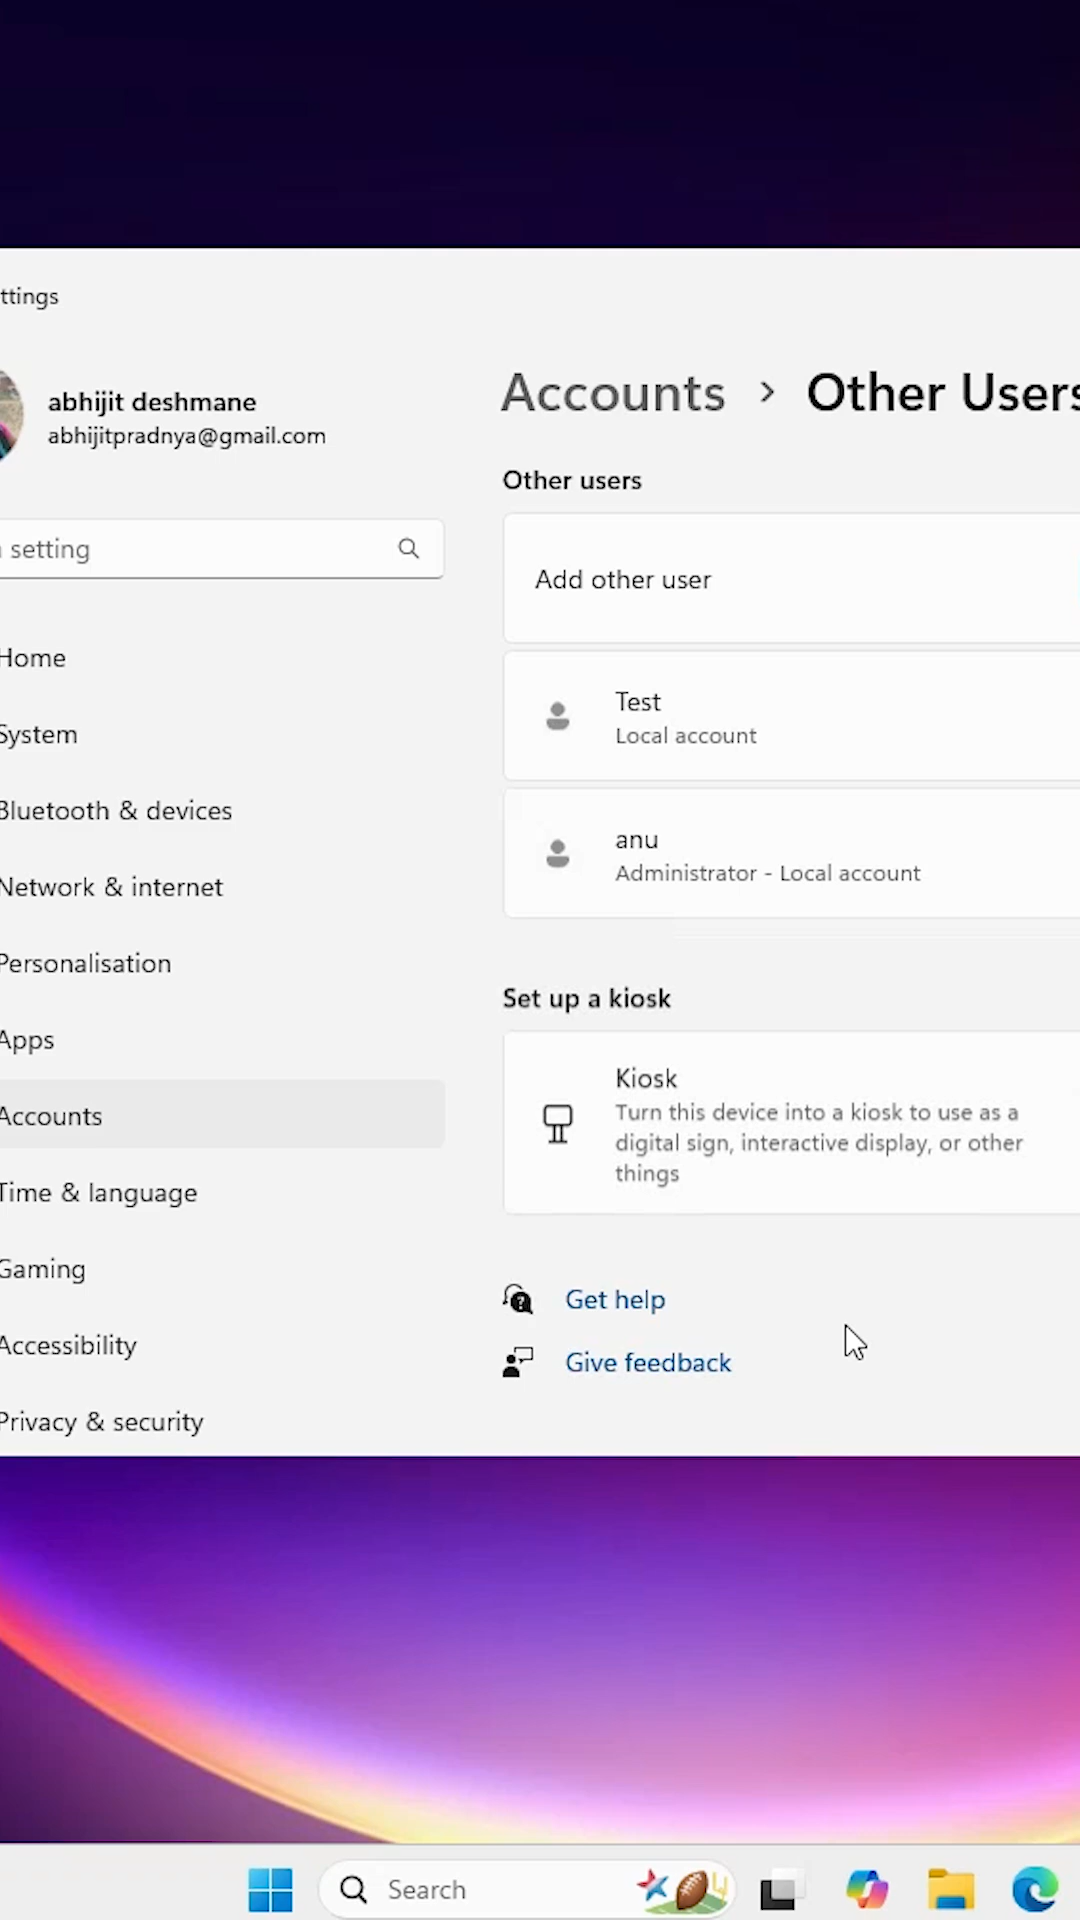 ttings
abhijit deshmane
abhijitpradnya@gmail.com
setting
Home
System
Bluetooth & devices
Network & internet
Personalisation
Apps
Accounts
Time & language
Gaming
Accessibility
Privacy & security
Accounts > Other Users
Other users
Add other user
Test
Local account
anu
Administrator - Local account
Set up a kiosk
Kiosk
Turn this device into a kiosk to use as a
digital sign, interactive display, or other
things
Get help
Give feedback
Search